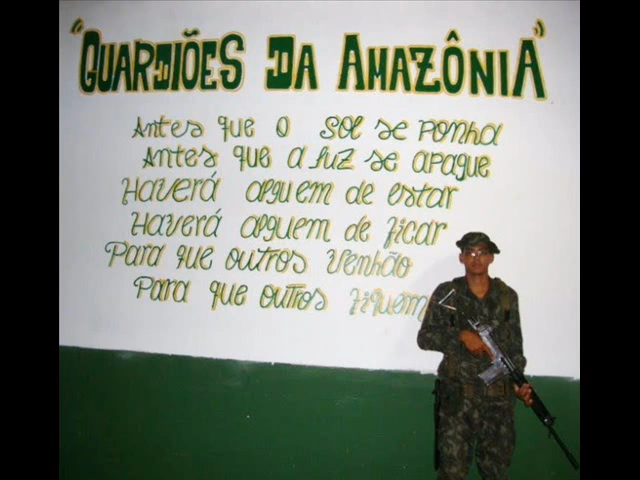 "GUARDIÕES DA AMAZÔNIA"
Antes que o sol se ponha
Antes que a luz se apague
Haverá alguem de estar
Haverá alguem de ficar
Para que outros venhão
Para que outros fiquem